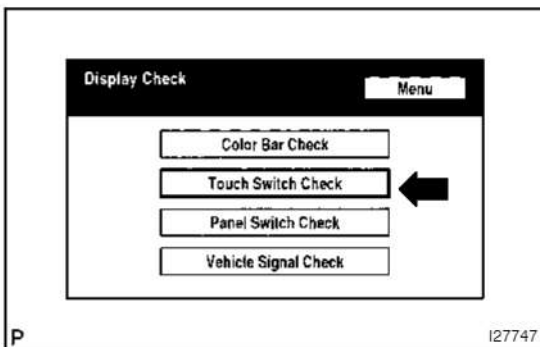 Display Check
Menu
Color Bar Check
Touch Switch Check
Panel Switch Check
Vehicle Signal Check
P
I27747